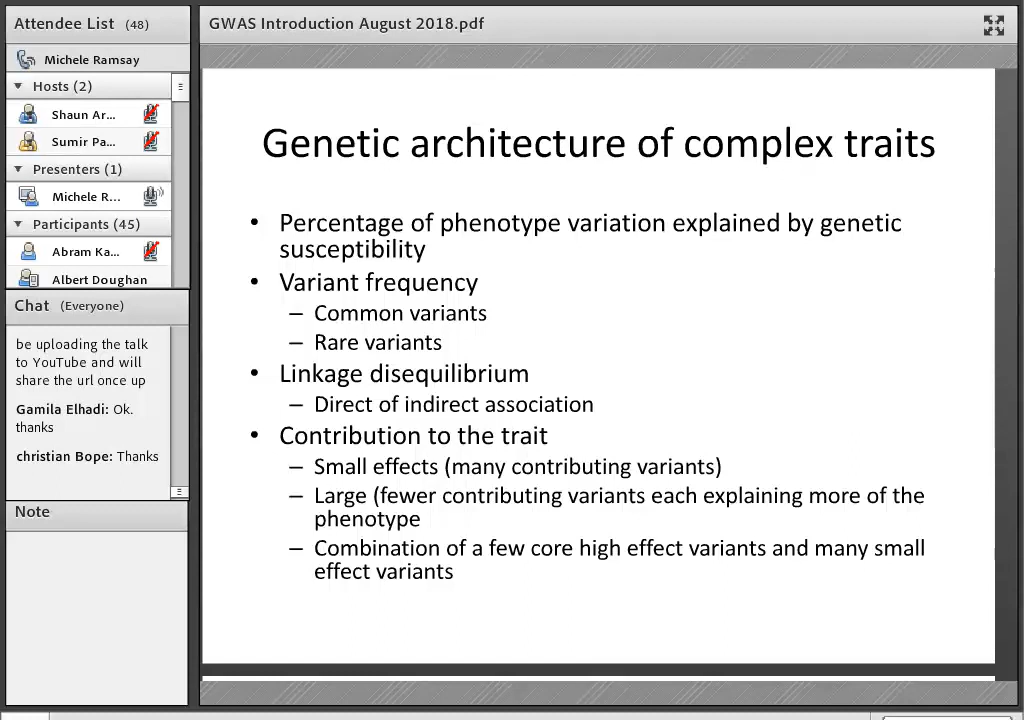 Attendee List (48)
Michele Ramsay
Hosts (2)
Shaun Ar...
Sumir Pa...
Presenters (1)
Michele R...
Participants (45)
Abram Ka...
Albert Doughan
Chat (Everyone)
be uploading the talk
to YouTube and will
share the url once up
Gamila Elhadi: Ok.
thanks
christian Bope: Thanks
Note
GWAS Introduction August 2018.pdf
Genetic architecture of complex traits
• Percentage of phenotype variation explained by genetic
susceptibility
• Variant frequency
– Common variants
– Rare variants
• Linkage disequilibrium
– Direct of indirect association
• Contribution to the trait
– Small effects (many contributing variants)
– Large (fewer contributing variants each explaining more of the
phenotype
– Combination of a few core high effect variants and many small
effect variants